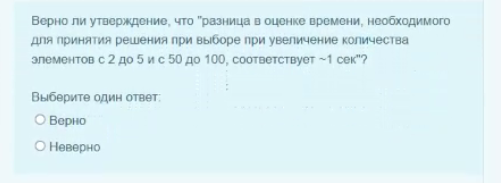 Верно ли утверждение, что "разница в оценке времени, необходимого
для принятия решения при выборе при увеличение количества
элементов с 2 до 5 и с 50 до 100, соответствует ~1 сек"?
Выберите один ответ:
Верно
Неверно